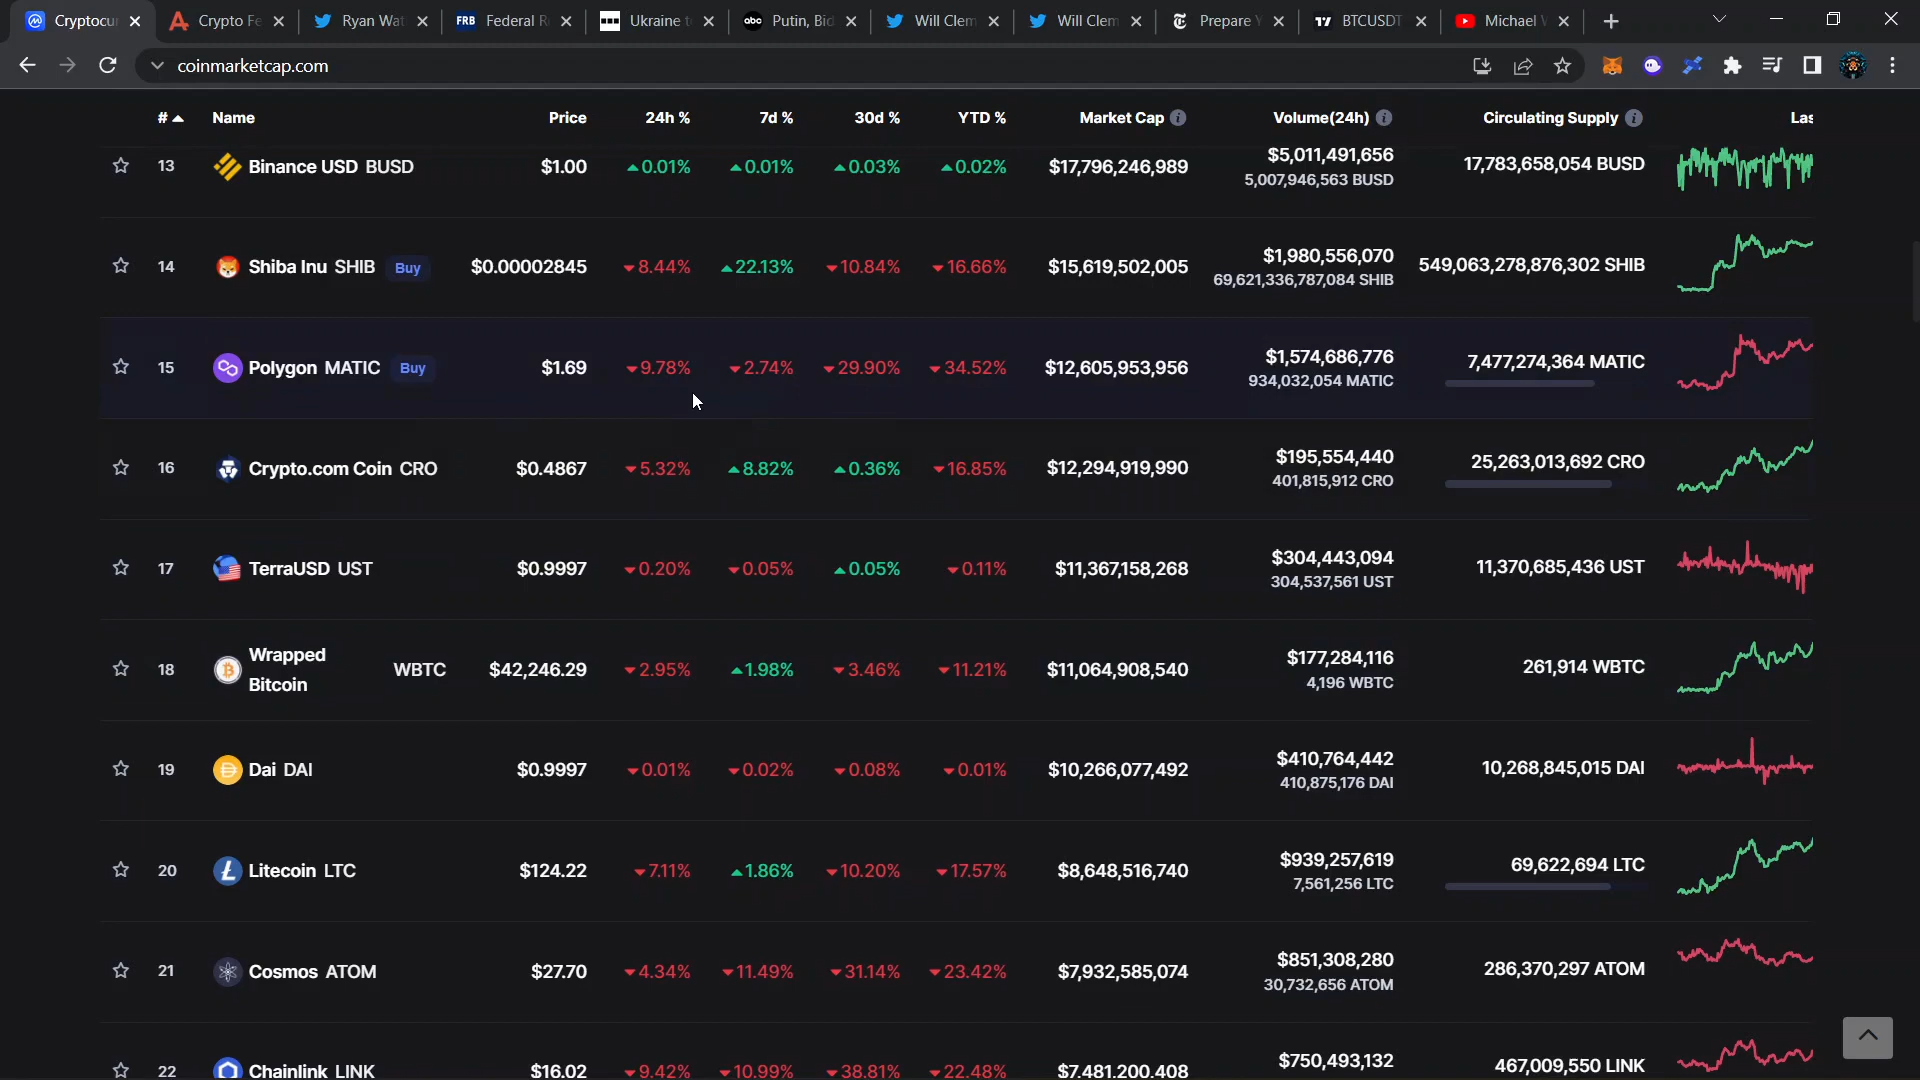 Cryptocur
Crypto Fe
Ryan Wat
FRB Federal R
Ukraine t
abc Putin, Bid
Will Clem
Will Clem
Prepare Y
BTCUSDT
Michael
coinmarketcap.com
# Name Price 24h % 7d % 30d % YTD % Market Cap Volume(24h) Circulating Supply Las
13 Binance USD BUSD $1.00 0.01% 0.01% 0.03% 0.02% $17,796,246,989 $5,011,491,656 17,783,658,054 BUSD
5,007,946,563 BUSD
14 Shiba Inu SHIB Buy $0.00002845 8.44% 22.13% 10.84% 16.66% $15,619,502,005 $1,980,556,070 549,063,278,876,302 SHIB
69,621,336,787,084 SHIB
15 Polygon MATIC Buy $1.69 9.78% 2.74% 29.90% 34.52% $12,605,953,956 $1,574,686,776 7,477,274,364 MATIC
934,032,054 MATIC
16 Crypto.com Coin CRO $0.4867 5.32% 8.82% 0.36% 16.85% $12,294,919,990 $195,554,440 25,263,013,692 CRO
401,815,912 CRO
17 TerraUSD UST $0.9997 0.20% 0.05% 0.05% 0.11% $11,367,158,268 $304,443,094 11,370,685,436 UST
304,537,561 UST
18 Wrapped Bitcoin WBTC $42,246.29 2.95% 1.98% 3.46% 11.21% $11,064,908,540 $177,284,116 261,914 WBTC
4,196 WBTC
19 Dai DAI $0.9997 0.01% 0.02% 0.08% 0.01% $10,266,077,492 $410,764,442 10,268,845,015 DAI
410,875,176 DAI
20 Litecoin LTC $124.22 7.11% 1.86% 10.20% 17.57% $8,648,516,740 $939,257,619 69,622,694 LTC
7,561,256 LTC
21 Cosmos ATOM $27.70 4.34% 11.49% 31.14% 23.42% $7,932,585,074 $851,308,280 286,370,297 ATOM
30,732,656 ATOM
22 Chainlink LINK $16.02 9.42% 10.99% 38.81% 22.48% $7,481,200,408 $750,493,132 467,009,550 LINK